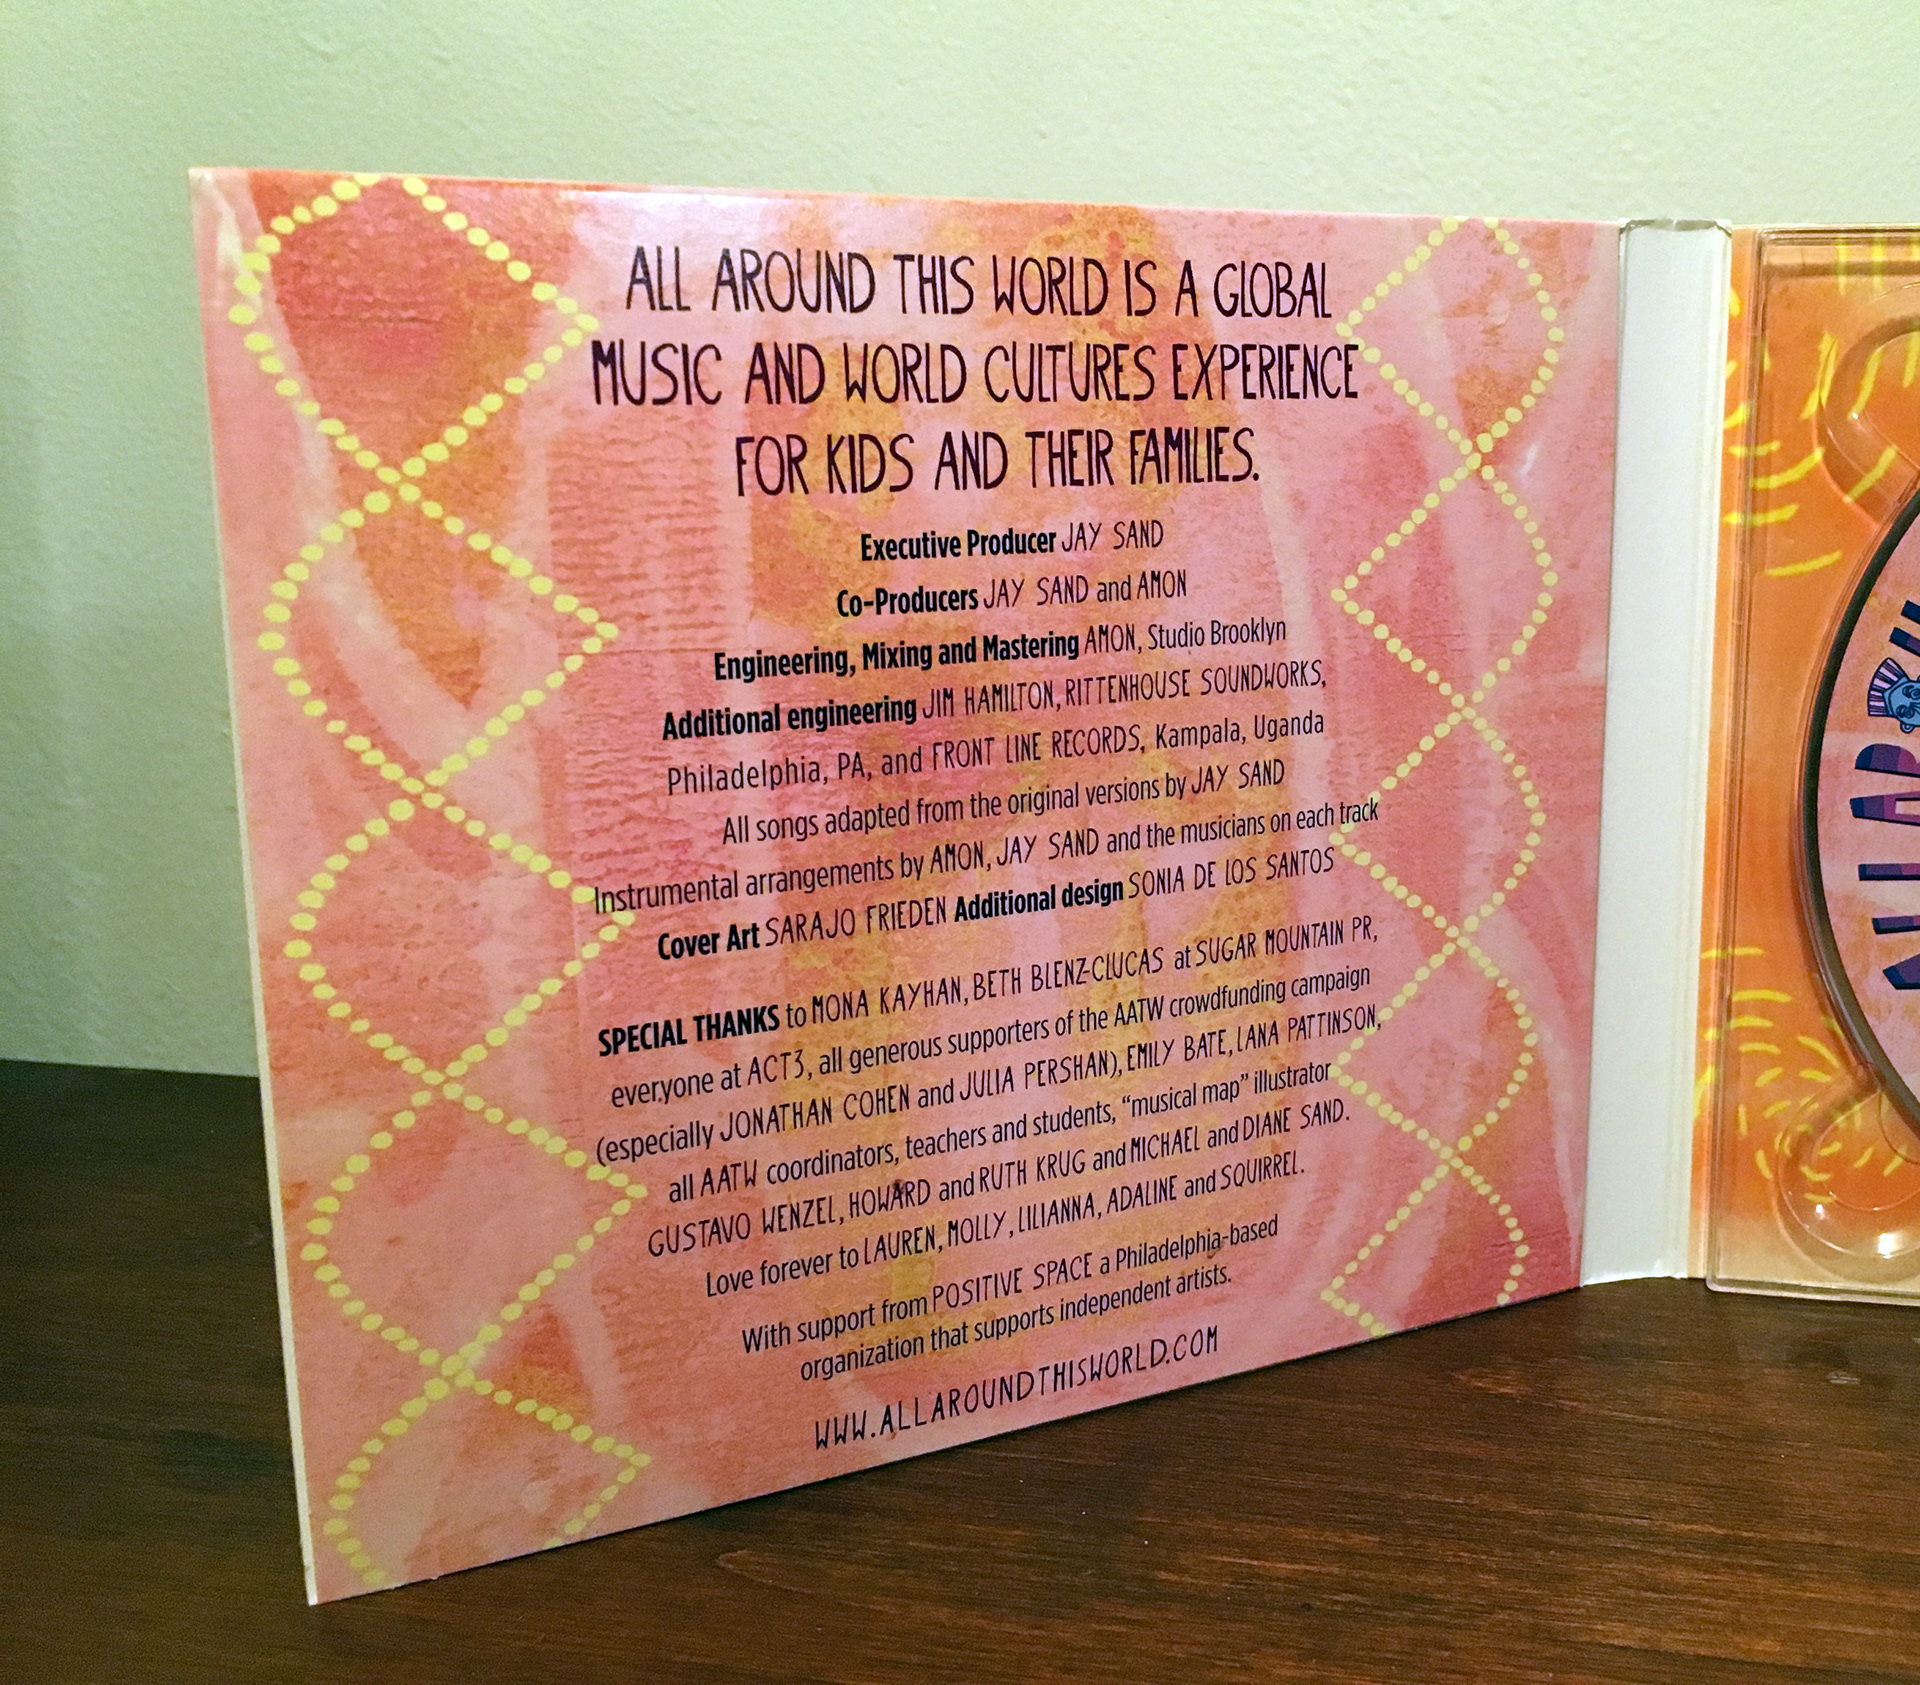 ALL AROUND THIS WORLD IS A GLOBAL
MUSIC AND WORLD CULTURES EXPERIENCE
FOR KIDS AND THEIR FAMILIES.
Executive Producer JAY SAND
Co-Producers JAY SAND and AMON
Engineering, Mixing and Mastering AMON, Studio Brooklyn
Additional engineering JIM HAMILTON, RITTENHOUSE SOUNDWORKS,
Philadelphia, PA, and FRONT LINE RECORDS, Kampala, Uganda
All songs adapted from the original versions by JAY SAND
Instrumental arrangements by AMON, JAY SAND and the musicians on each track
Cover Art SARAJO FRIEDEN Additional design SONIA DE LOS SANTOS
SPECIAL THANKS to MONA KAYHAN, BETH BLENZ-CLUCAS at SUGAR MOUNTAIN PR,
everyone at ACT3, all generous supporters of the AATW crowdfunding campaign
(especially JONATHAN COHEN and JULIA PERSHAN), EMILY BATE, LANA PATTINSON,
all AATW coordinators, teachers and students, “musical map” illustrator
GUSTAVO WENZEL, HOWARD and RUTH KRUG and MICHAEL and DIANE SAND.
Love forever to LAUREN, MOLLY, LILIANNA, ADALINE and SQUIRREL.
With support from POSITIVE SPACE a Philadelphia-based
organization that supports independent artists.
WWW.ALLAROUNDTHISWORLD.COM
ALL AR